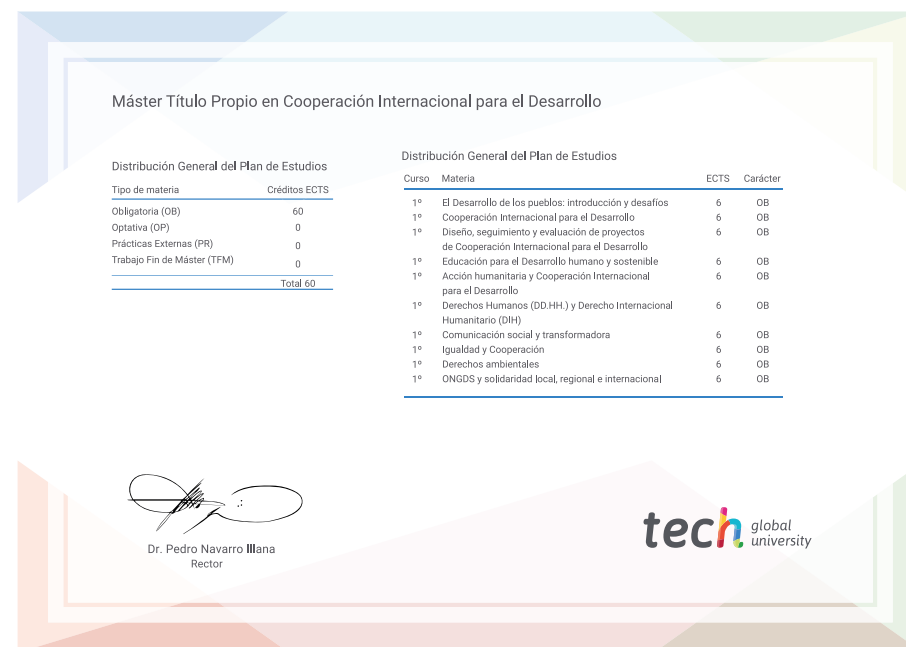 Máster Título Propio en Cooperación Internacional para el Desarrollo
Distribución General del Plan de Estudios
Tipo de materia Créditos ECTS
Obligatoria (OB) 60
Optativa (OP) 0
Prácticas Externas (PR) 0
Trabajo Fin de Máster (TFM) 0
Total 60
Distribución General del Plan de Estudios
Curso Materia ECTS Carácter
1º El Desarrollo de los pueblos: introducción y desafíos 6 OB
1º Cooperación Internacional para el Desarrollo 6 OB
1º Diseño, seguimiento y evaluación de proyectos 6 OB
de Cooperación Internacional para el Desarrollo
1º Educación para el Desarrollo humano y sostenible 6 OB
1º Acción humanitaria y Cooperación Internacional 6 OB
para el Desarrollo
1º Derechos Humanos (DD.HH.) y Derecho Internacional 6 OB
Humanitario (DIH)
1º Comunicación social y transformadora 6 OB
1º Igualdad y Cooperación 6 OB
1º Derechos ambientales 6 OB
1º ONGDS y solidaridad local, regional e internacional 6 OB
Dr. Pedro Navarro Illana
Rector
tech global
university